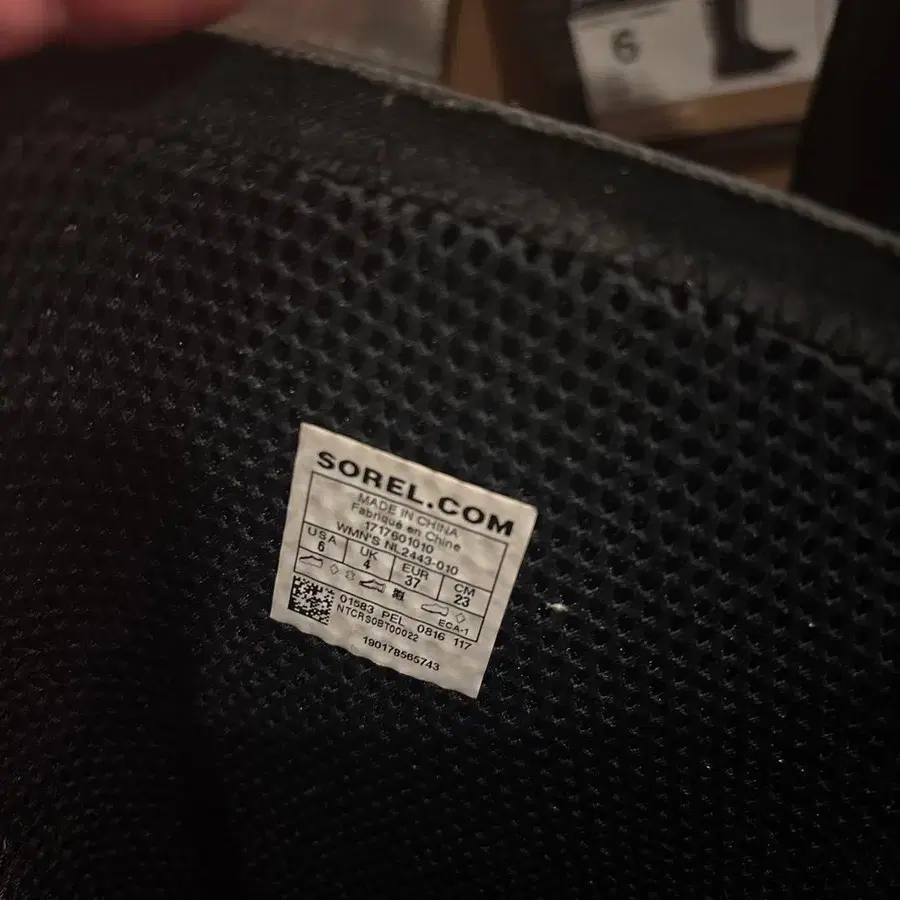 6
SOREL.COM
MADE IN CHINA
Fabriqué en Chine
1717601010
WMN'S NL2443-010
USA UK EUR CM
6 4 37 23
ECA-1
01583 PEL 0816 117
NTCRS0BT00022
190178565743